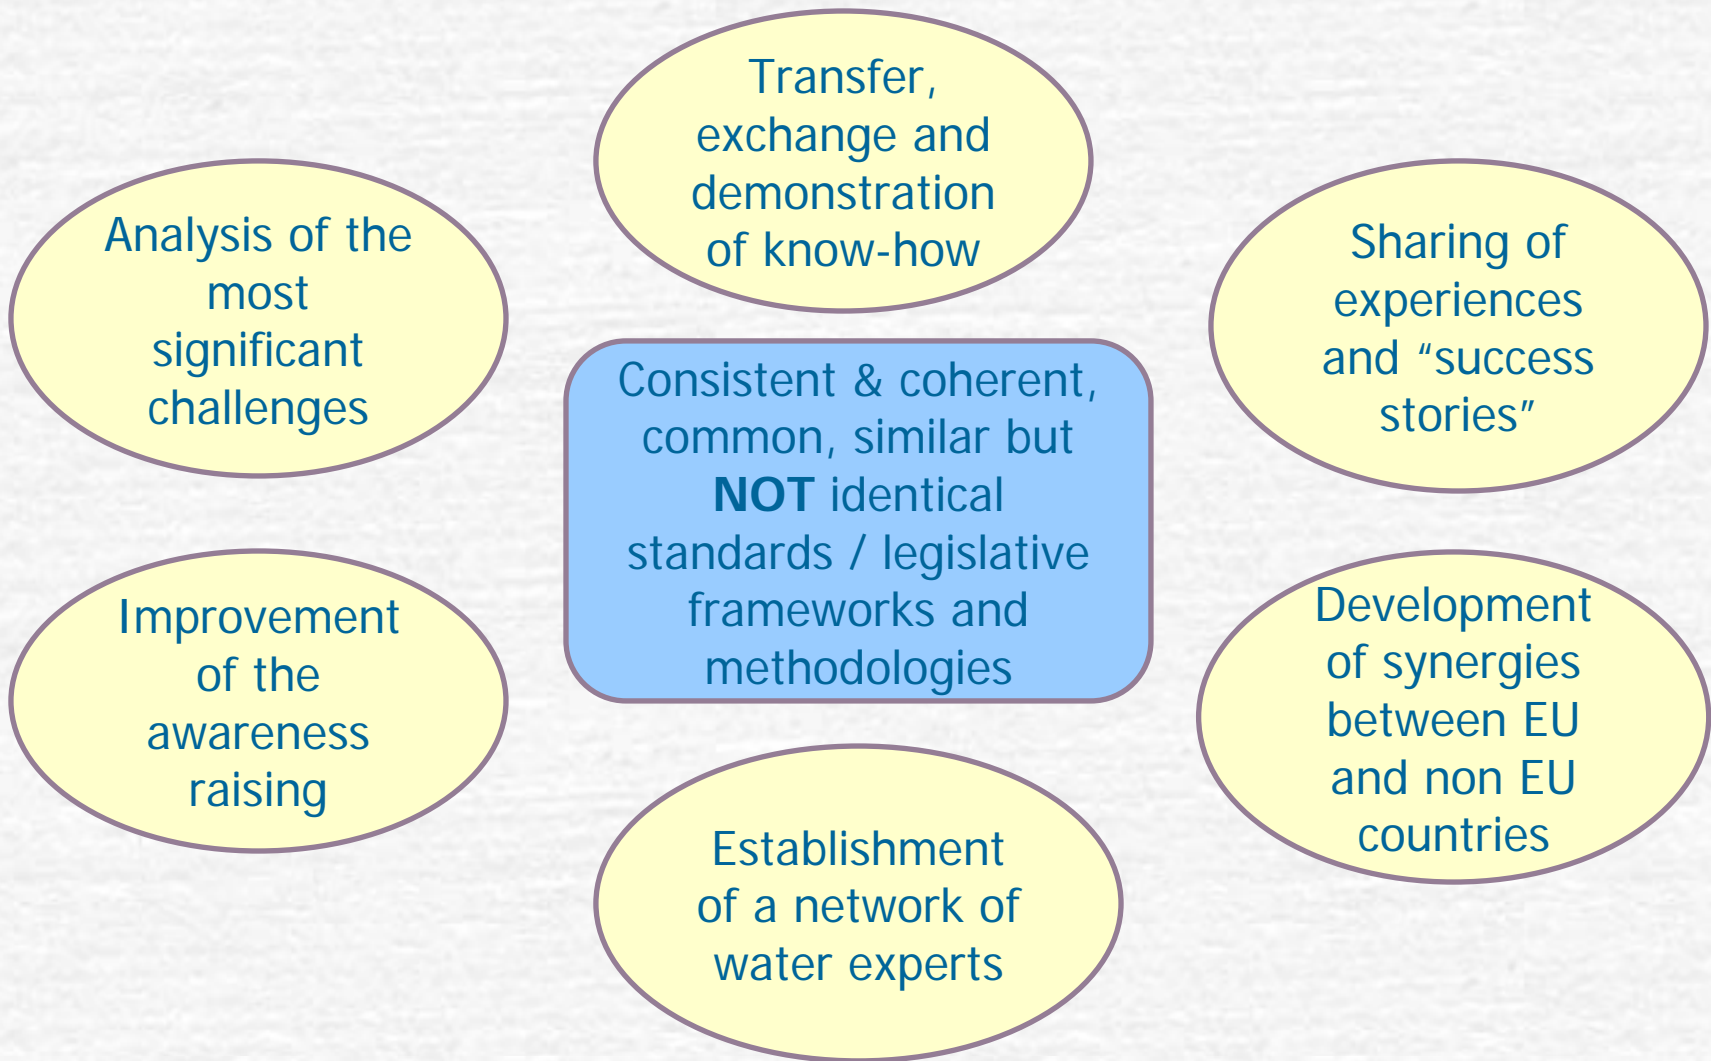 Transfer,
exchange and
demonstration
of know-how
Analysis of the
most
significant
challenges
Sharing of
experiences
and “success
stories”
Consistent & coherent,
common, similar but
NOT identical
standards / legislative
frameworks and
methodologies
Improvement
of the
awareness
raising
Development
of synergies
between EU
and non EU
countries
Establishment
of a network of
water experts